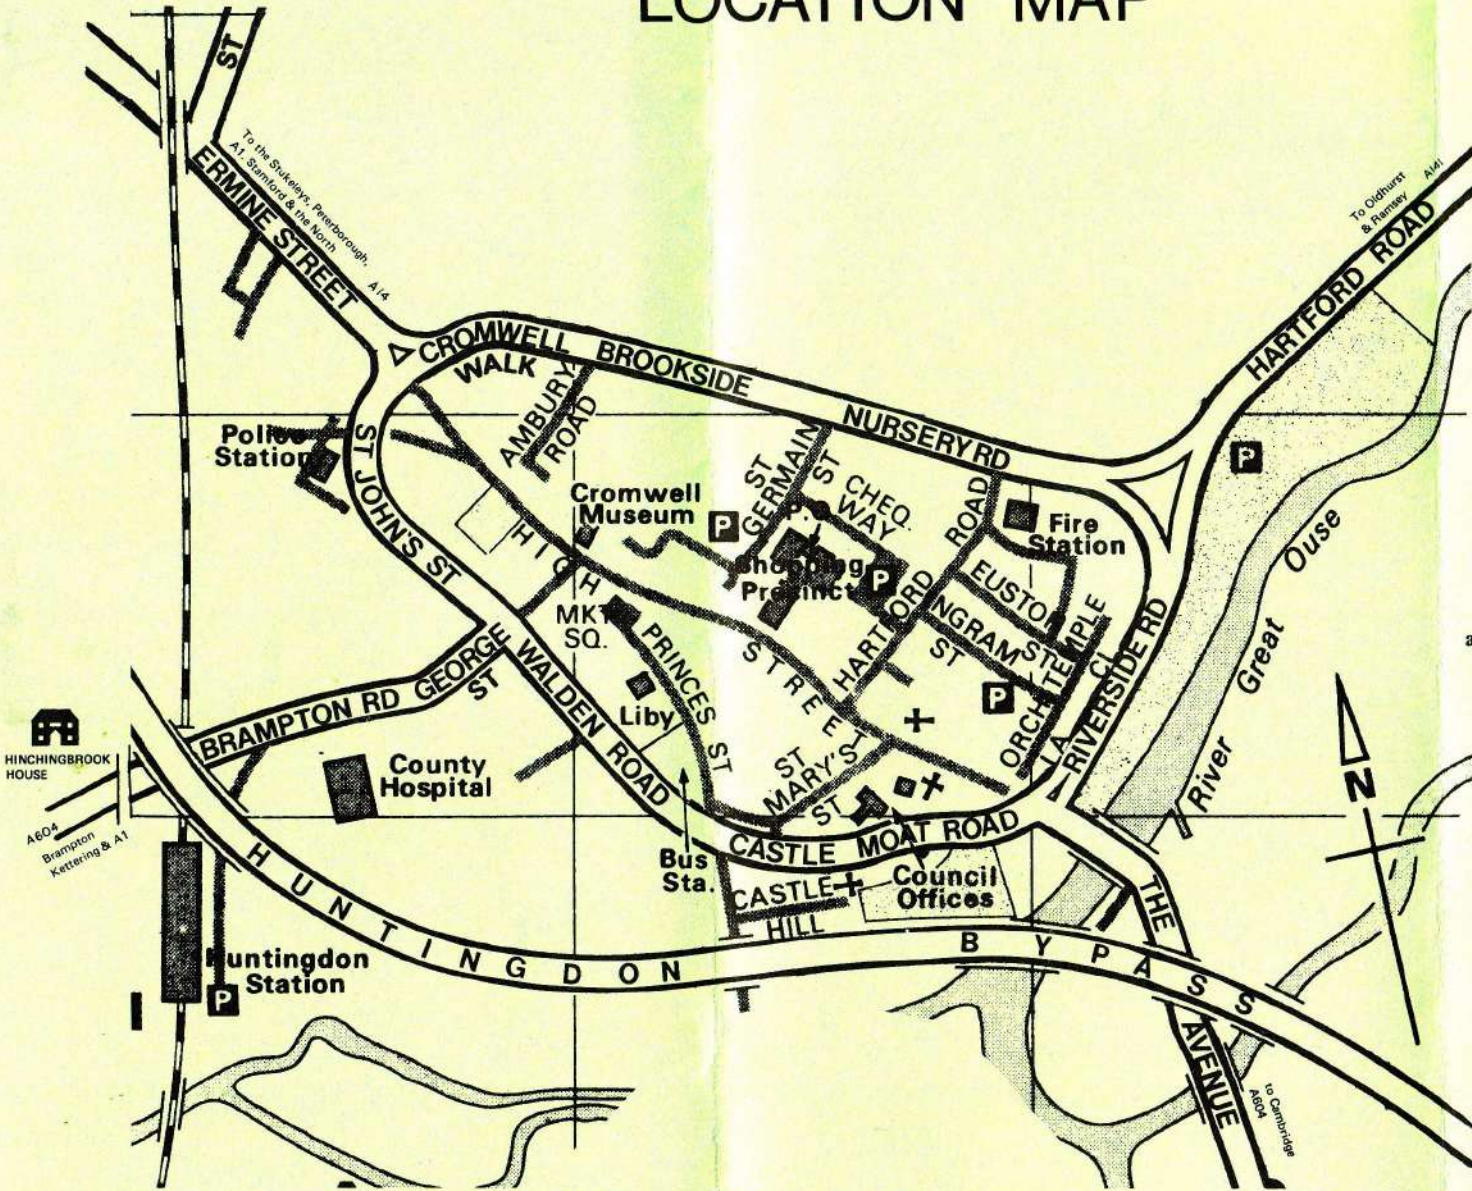 LOCATION MAP
ST
To the Stukeleys, Peterborough,
A1. Stamford & the North
A14
ERMINE STREET
To Oldhurst
& Ramsey
A141
HARTFORD ROAD
CROMWELL
WALK
BROOKSIDE
NURSERY RD
AMBURY
ROAD
Police
Station
ST JOHN'S ST
ST
GERMAIN
ST
CHEQ.
WAY
P.O.
Cromwell
Museum
P
P
ROAD
Fire
Station
HIGH
Shopping
Precinct
P
HARTFORD
EUSTON
ST
INGRAM
ST
TEMPLE
CL
River Great Ouse
MKT
SQ.
PRINCES ST
STREET
P
ORCHARD
LA
RIVERSIDE RD
GEORGE
ST
BRAMPTON RD
WALDEN ROAD
Liby
ST
MARY'S
ST
HINCHINGBROOK
HOUSE
County
Hospital
N
A604
Brampton
Kettering & A1
CASTLE MOAT ROAD
Bus
Sta.
CASTLE
HILL
Council
Offices
THE
HUNTINGDON BYPASS
Huntingdon
Station
P
AVENUE
to Cambridge
A604